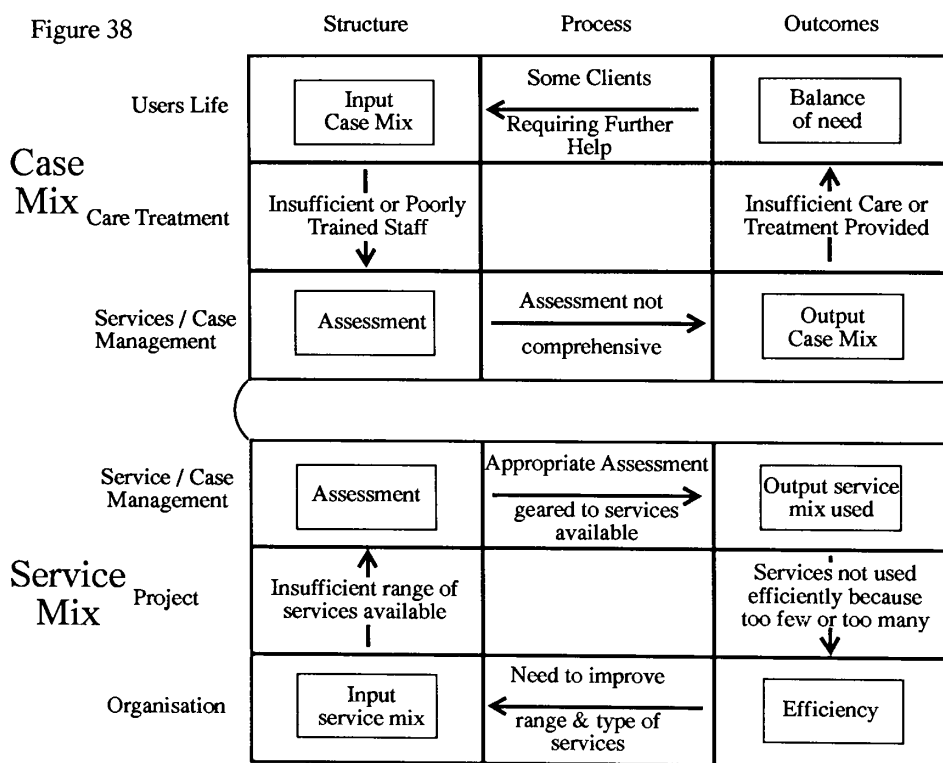 Figure 38
Structure
Process
Outcomes
Case
Mix
Users Life
Input
Case Mix
Some Clients
Requiring Further
Help
Balance
of need
Care Treatment
Insufficient or Poorly
Trained Staff
Insufficient Care or
Treatment Provided
Services / Case
Management
Assessment
Assessment not
comprehensive
Output
Case Mix
Service
Mix
Service / Case
Management
Assessment
Appropriate Assessment
geared to services
available
Output service
mix used
Project
Insufficient range of
services available
Services not used
efficiently because
too few or too many
Organisation
Input
service mix
Need to improve
range & type of
services
Efficiency